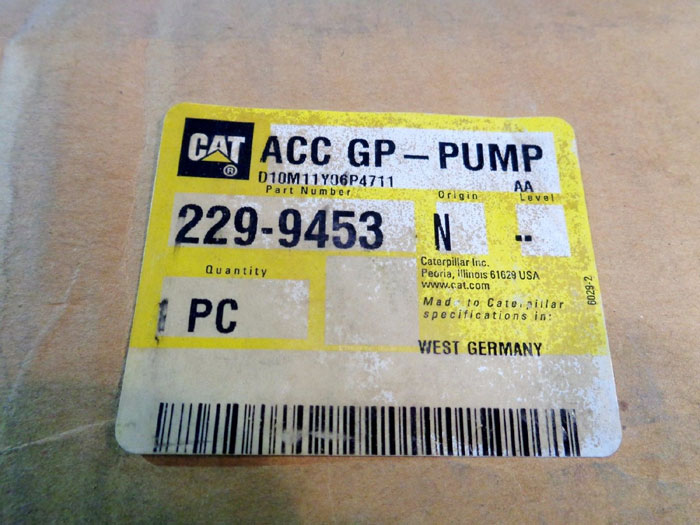 CAT®
ACC GP-PUMP
D10M11Y06P4711
AA
Part Number
Origin
Level
229-9453
N
--
Quantity
1 PC
Caterpillar Inc.
Peoria, Illinois 61629 USA
www.cat.com
Made to Caterpillar
specifications in:
WEST GERMANY
6029-2